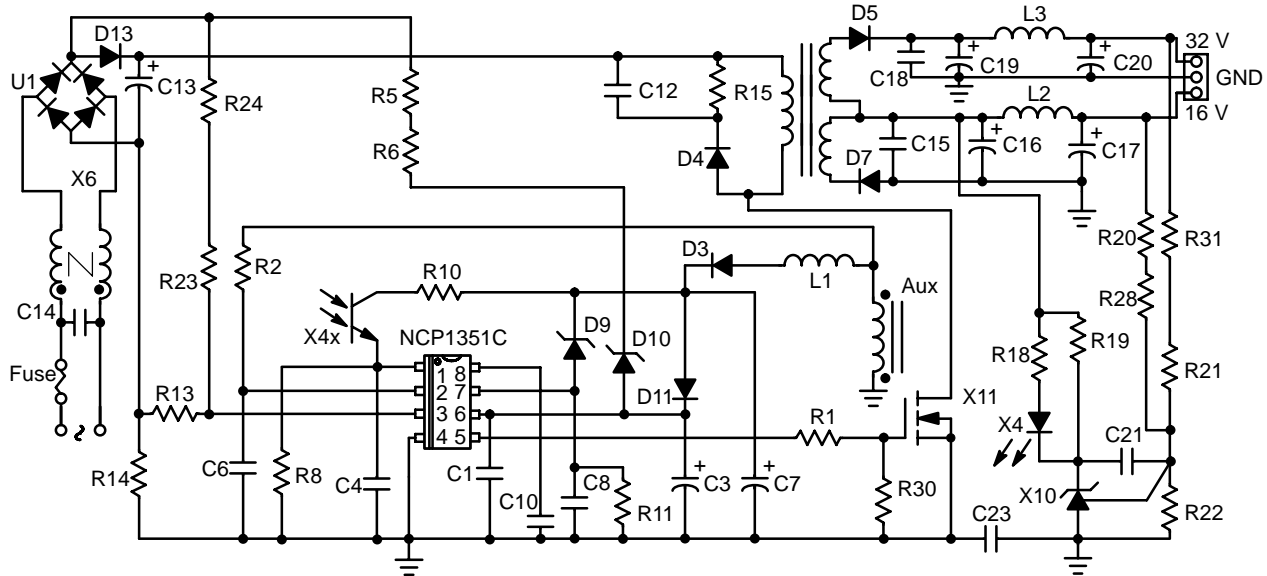 D5
L3
D13
32 V
U1
C13
C18
C19
C20
GND
R24
R5
C12
R15
L2
16 V
R6
D4
D7
C15
C16
C17
X6
R20
R31
R2
D3
R23
R10
L1
Aux
R28
C14
X4x
NCP1351C
D9
D10
R18
R19
Fuse
1
8
R21
2
7
D11
R13
3
6
R1
X11
X4
4
5
C21
R14
C6
R8
C4
C1
C10
C8
R11
C3
C7
R30
X10
R22
C23